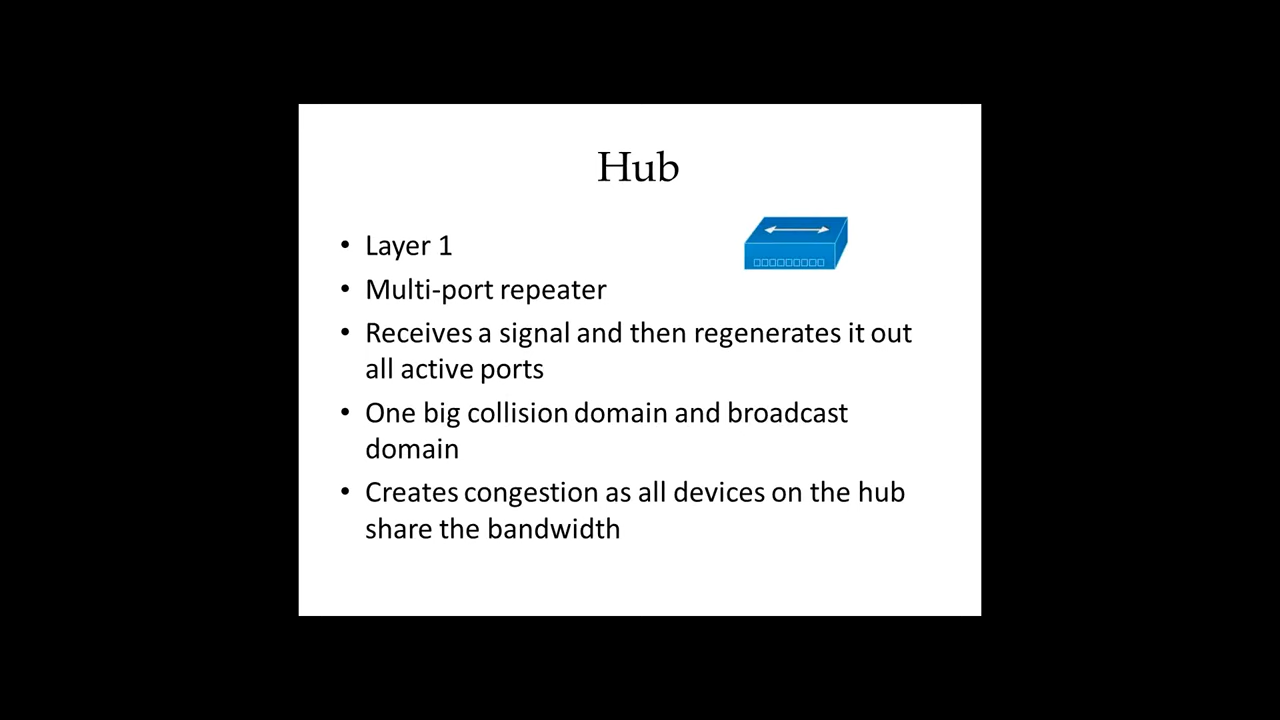 Hub
• Layer 1
• Multi-port repeater
• Receives a signal and then regenerates it out
all active ports
• One big collision domain and broadcast
domain
• Creates congestion as all devices on the hub
share the bandwidth